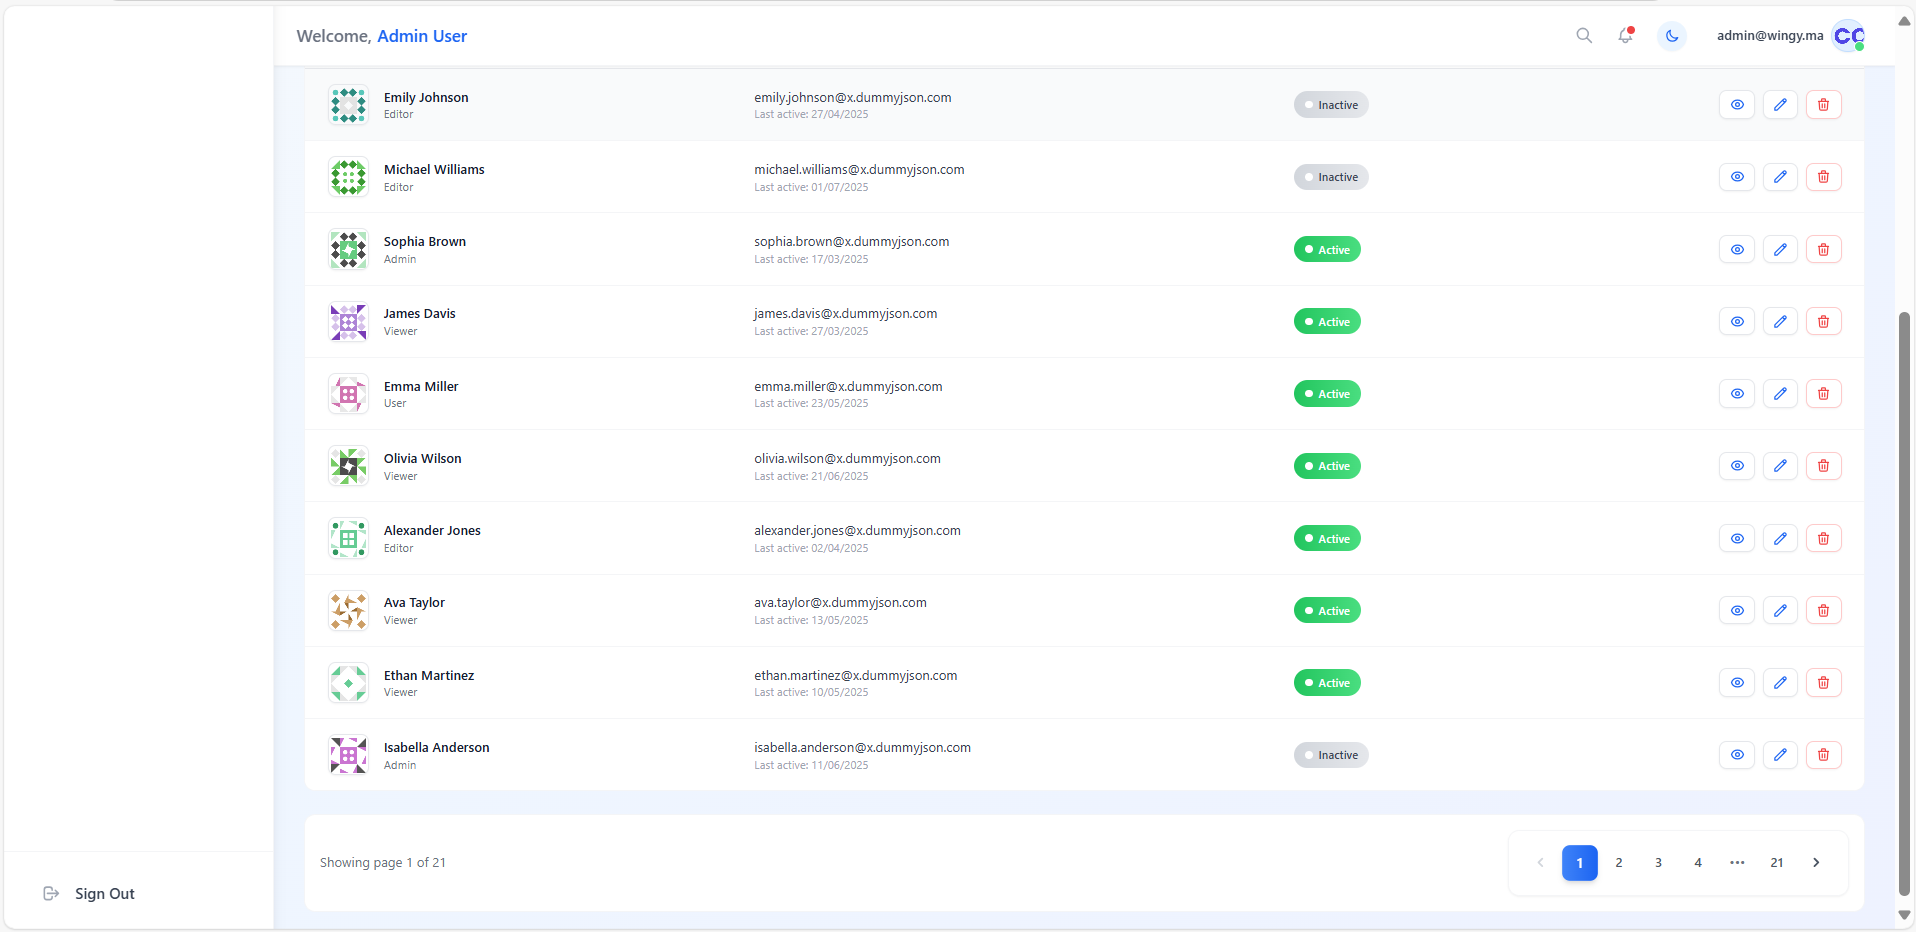 Welcome, Admin User
admin@wingy.ma
Emily Johnson
Editor
emily.johnson@x.dummyjson.com
Last active: 27/04/2025
Inactive
Michael Williams
Editor
michael.williams@x.dummyjson.com
Last active: 01/07/2025
Inactive
Sophia Brown
Admin
sophia.brown@x.dummyjson.com
Last active: 17/03/2025
Active
James Davis
Viewer
james.davis@x.dummyjson.com
Last active: 27/03/2025
Active
Emma Miller
User
emma.miller@x.dummyjson.com
Last active: 23/05/2025
Active
Olivia Wilson
Viewer
olivia.wilson@x.dummyjson.com
Last active: 21/06/2025
Active
Alexander Jones
Editor
alexander.jones@x.dummyjson.com
Last active: 02/04/2025
Active
Ava Taylor
Viewer
ava.taylor@x.dummyjson.com
Last active: 13/05/2025
Active
Ethan Martinez
Viewer
ethan.martinez@x.dummyjson.com
Last active: 10/05/2025
Active
Isabella Anderson
Admin
isabella.anderson@x.dummyjson.com
Last active: 11/06/2025
Inactive
Showing page 1 of 21
1 2 3 4 ••• 21
Sign Out